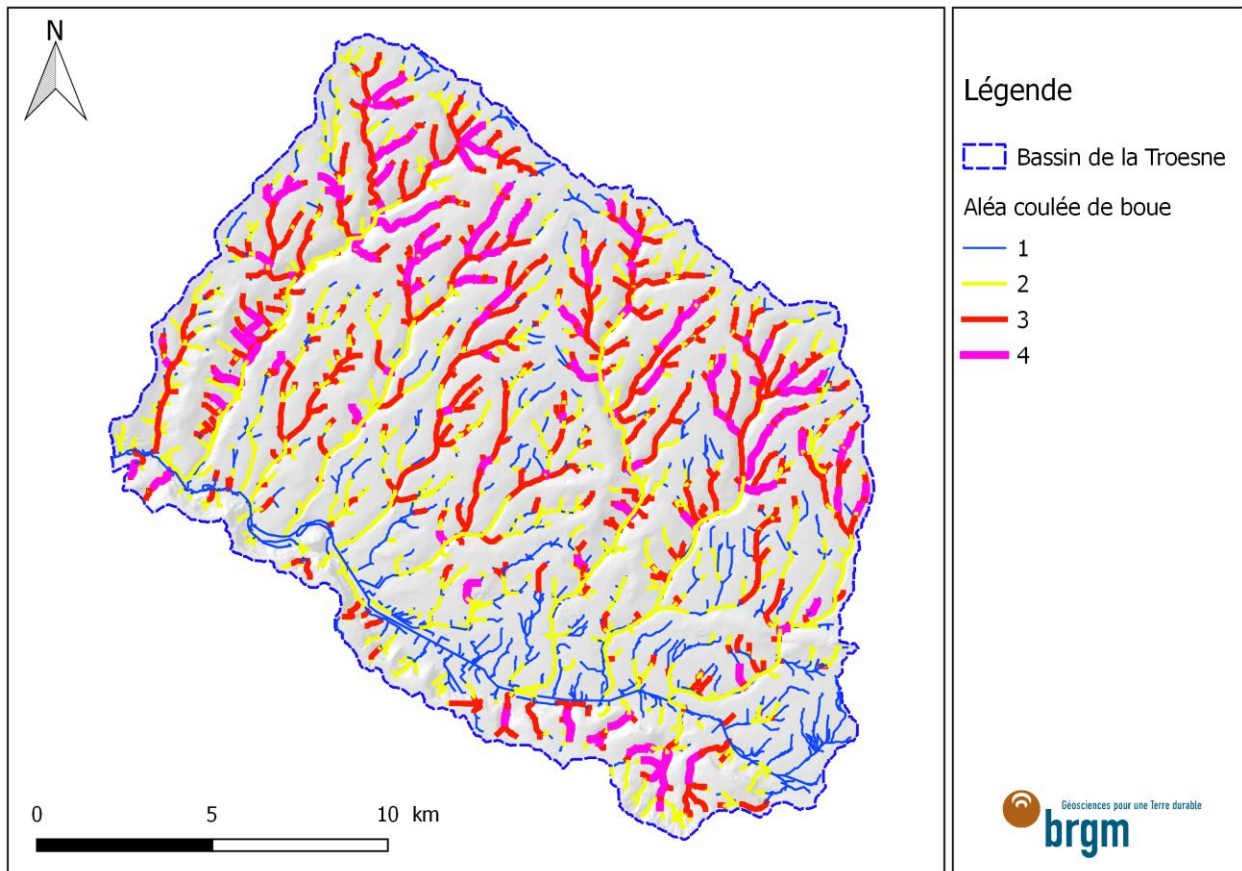 N
0 5 10 km
Légende
Bassin de la Troesne
Aléa coulée de boue
1
2
3
4
Géosciences pour une Terre durable
brgm